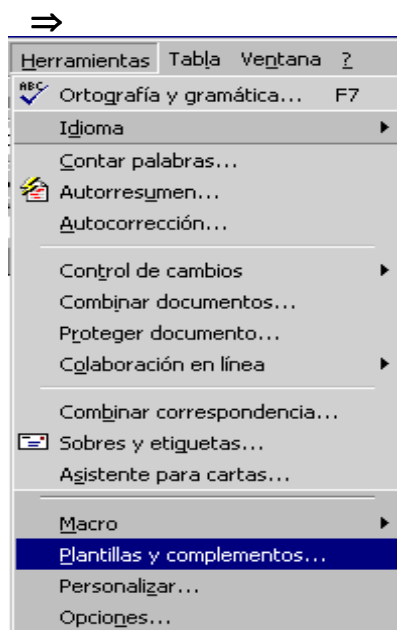 ⇒
Herramientas Tabla Ventana ?
ABC Ortografía y gramática... F7
Idioma
Contar palabras...
Autorresumen...
Autocorrección...
Control de cambios
Combinar documentos...
Proteger documento...
Colaboración en línea
Combinar correspondencia...
Sobres y etiquetas...
Asistente para cartas...
Macro
Plantillas y complementos...
Personalizar...
Opciones...